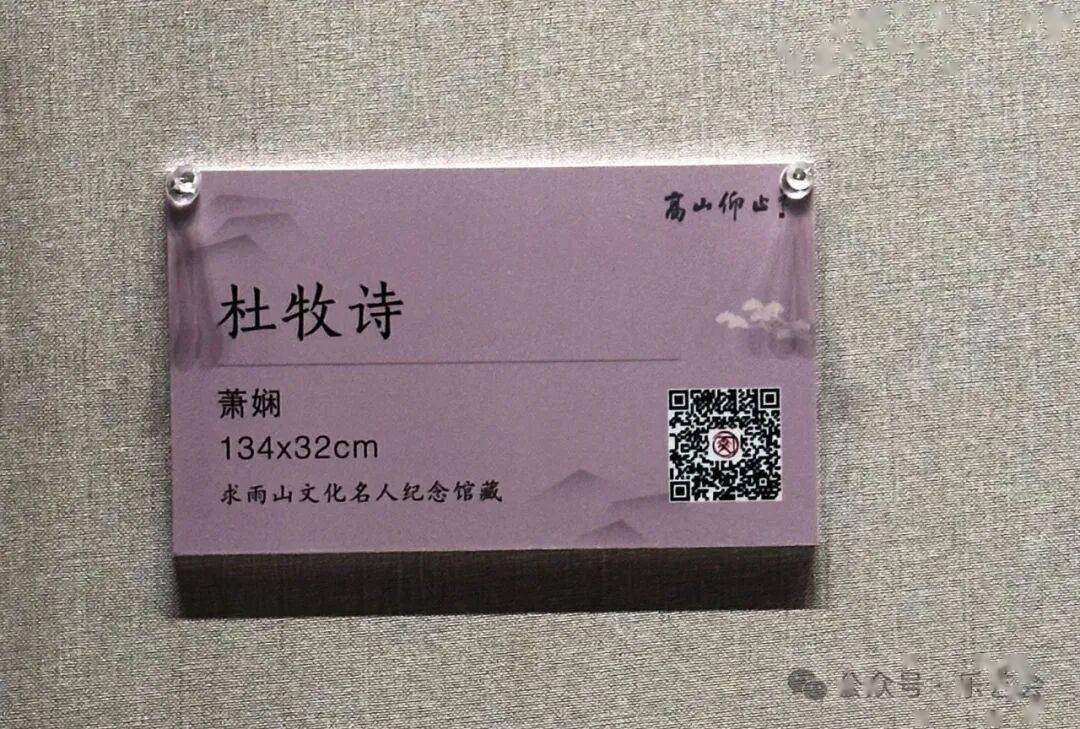 高山仰止
杜牧诗
萧娴
134x32cm
求雨山文化名人纪念馆藏
公众号